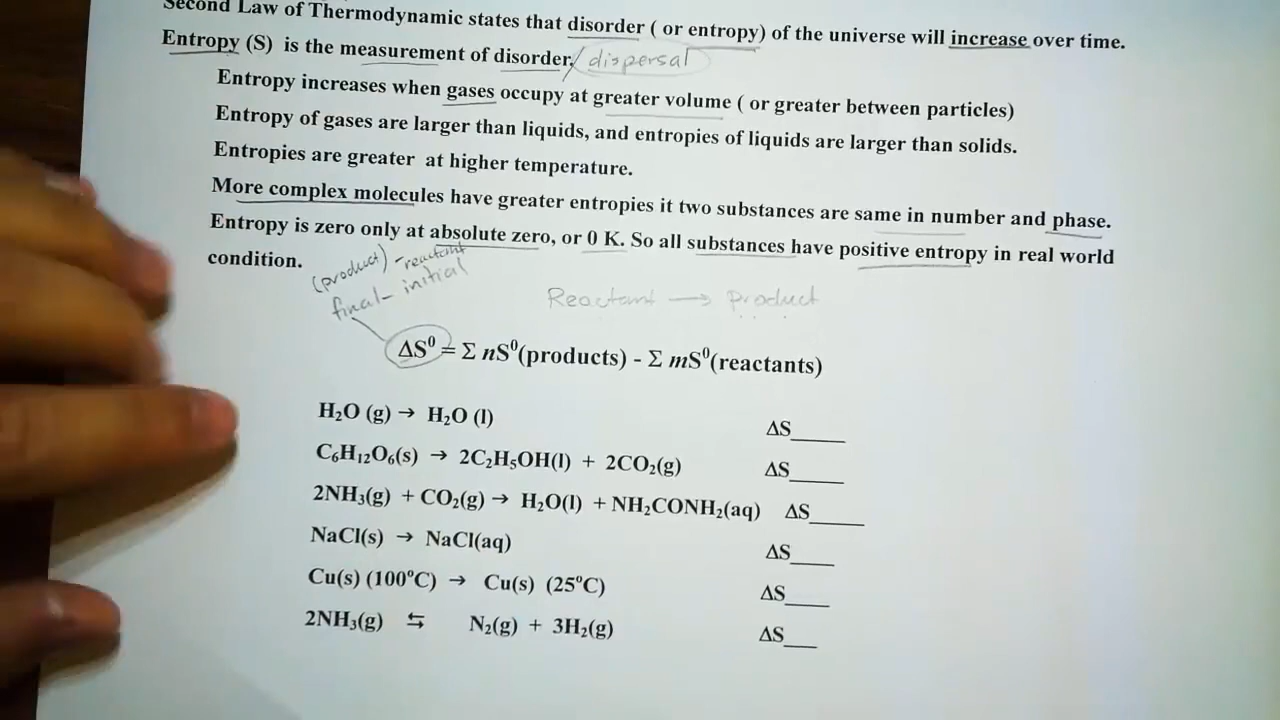 Second Law of Thermodynamic states that disorder ( or entropy) of the universe will increase over time.
Entropy (S) is the measurement of disorder./ dispersal
Entropy increases when gases occupy at greater volume ( or greater between particles)
Entropy of gases are larger than liquids, and entropies of liquids are larger than solids.
Entropies are greater at higher temperature.
More complex molecules have greater entropies it two substances are same in number and phase.
Entropy is zero only at absolute zero, or 0 K. So all substances have positive entropy in real world
condition.
(product) - reactant
final - initial
Reactant → product
ΔS⁰ = Σ nS⁰(products) - Σ mS⁰(reactants)
H₂O (g) → H₂O (l) ΔS____
C₆H₁₂O₆(s) → 2C₂H₅OH(l) + 2CO₂(g) ΔS____
2NH₃(g) + CO₂(g) → H₂O(l) + NH₂CONH₂(aq) ΔS____
NaCl(s) → NaCl(aq) ΔS____
Cu(s) (100⁰C) → Cu(s) (25⁰C) ΔS____
2NH₃(g) ⇆ N₂(g) + 3H₂(g) ΔS___